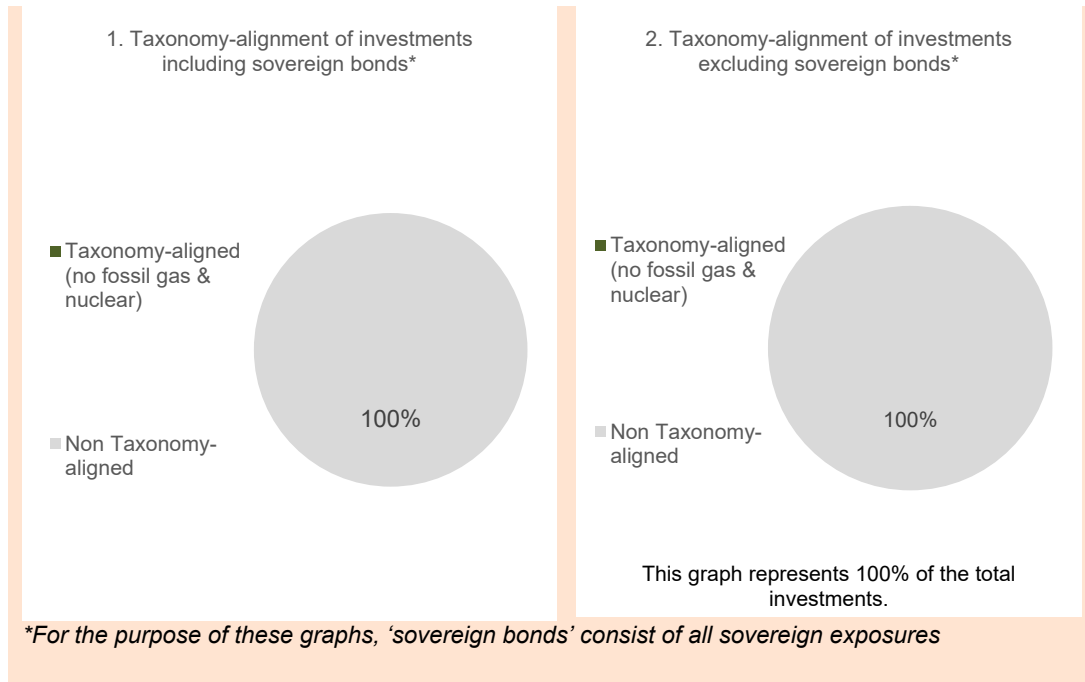 1. Taxonomy-alignment of investments
including sovereign bonds*
Taxonomy-aligned
(no fossil gas &
nuclear)
Non Taxonomy-
aligned
100%
2. Taxonomy-alignment of investments
excluding sovereign bonds*
Taxonomy-aligned
(no fossil gas &
nuclear)
Non Taxonomy-
aligned
100%
This graph represents 100% of the total
investments.
*For the purpose of these graphs, ‘sovereign bonds’ consist of all sovereign exposures